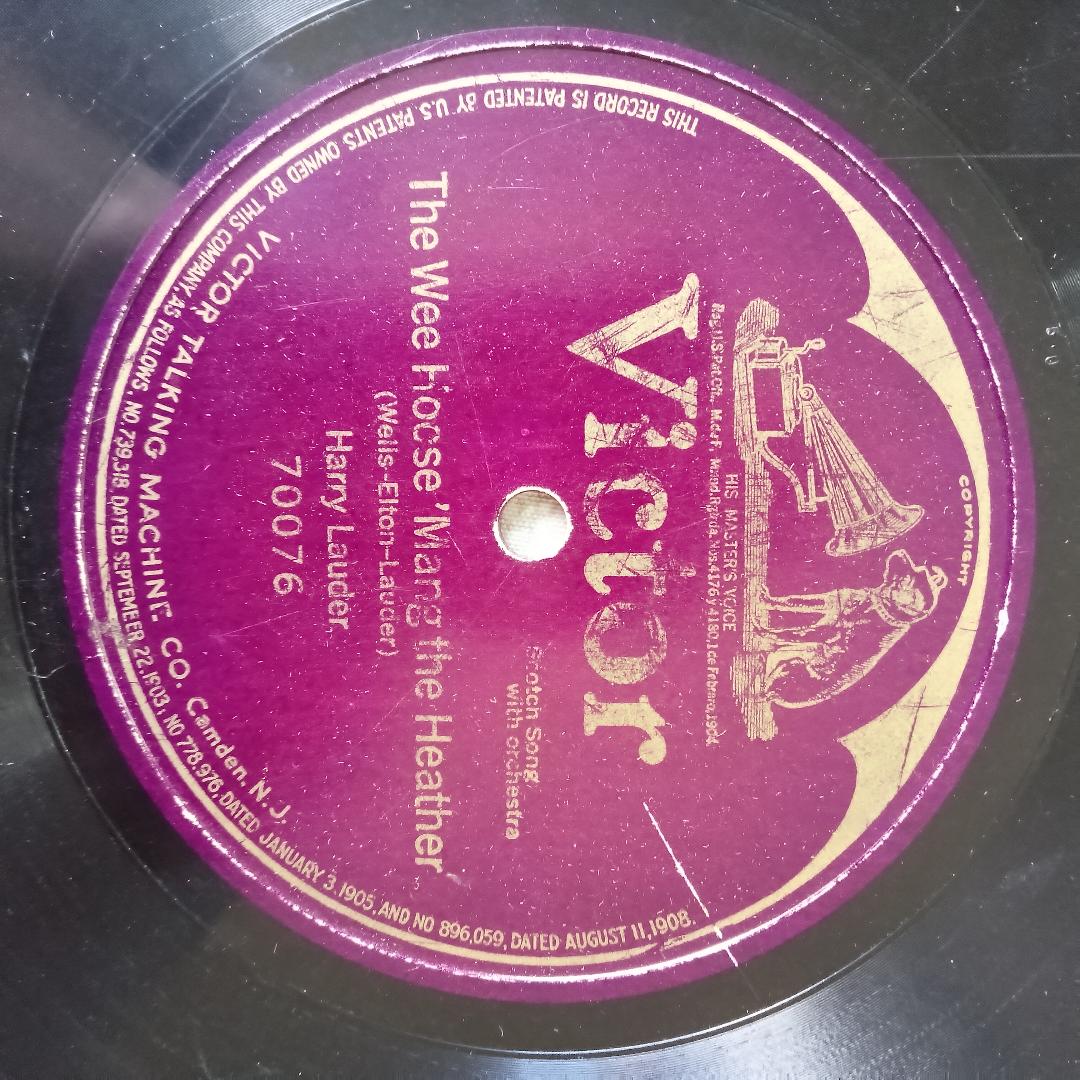 COPYRIGHT
HIS MASTER'S VOICE
Victor
Scotch Song
with orchestra
The Wee Hoose 'Mang the Heather
(Wells-Elton-Lauder)
Harry Lauder
70076
VICTOR TALKING MACHINE CO. Camden, N.J.
THIS RECORD IS PATENTED BY U.S. PATENTS OWNED BY THIS COMPANY, AS FOLLOWS, NO. 739,318 DATED SEPTEMBER 22, 1903, NO 778,976, DATED JANUARY 3, 1905, AND NO 896,059, DATED AUGUST 11, 1908.